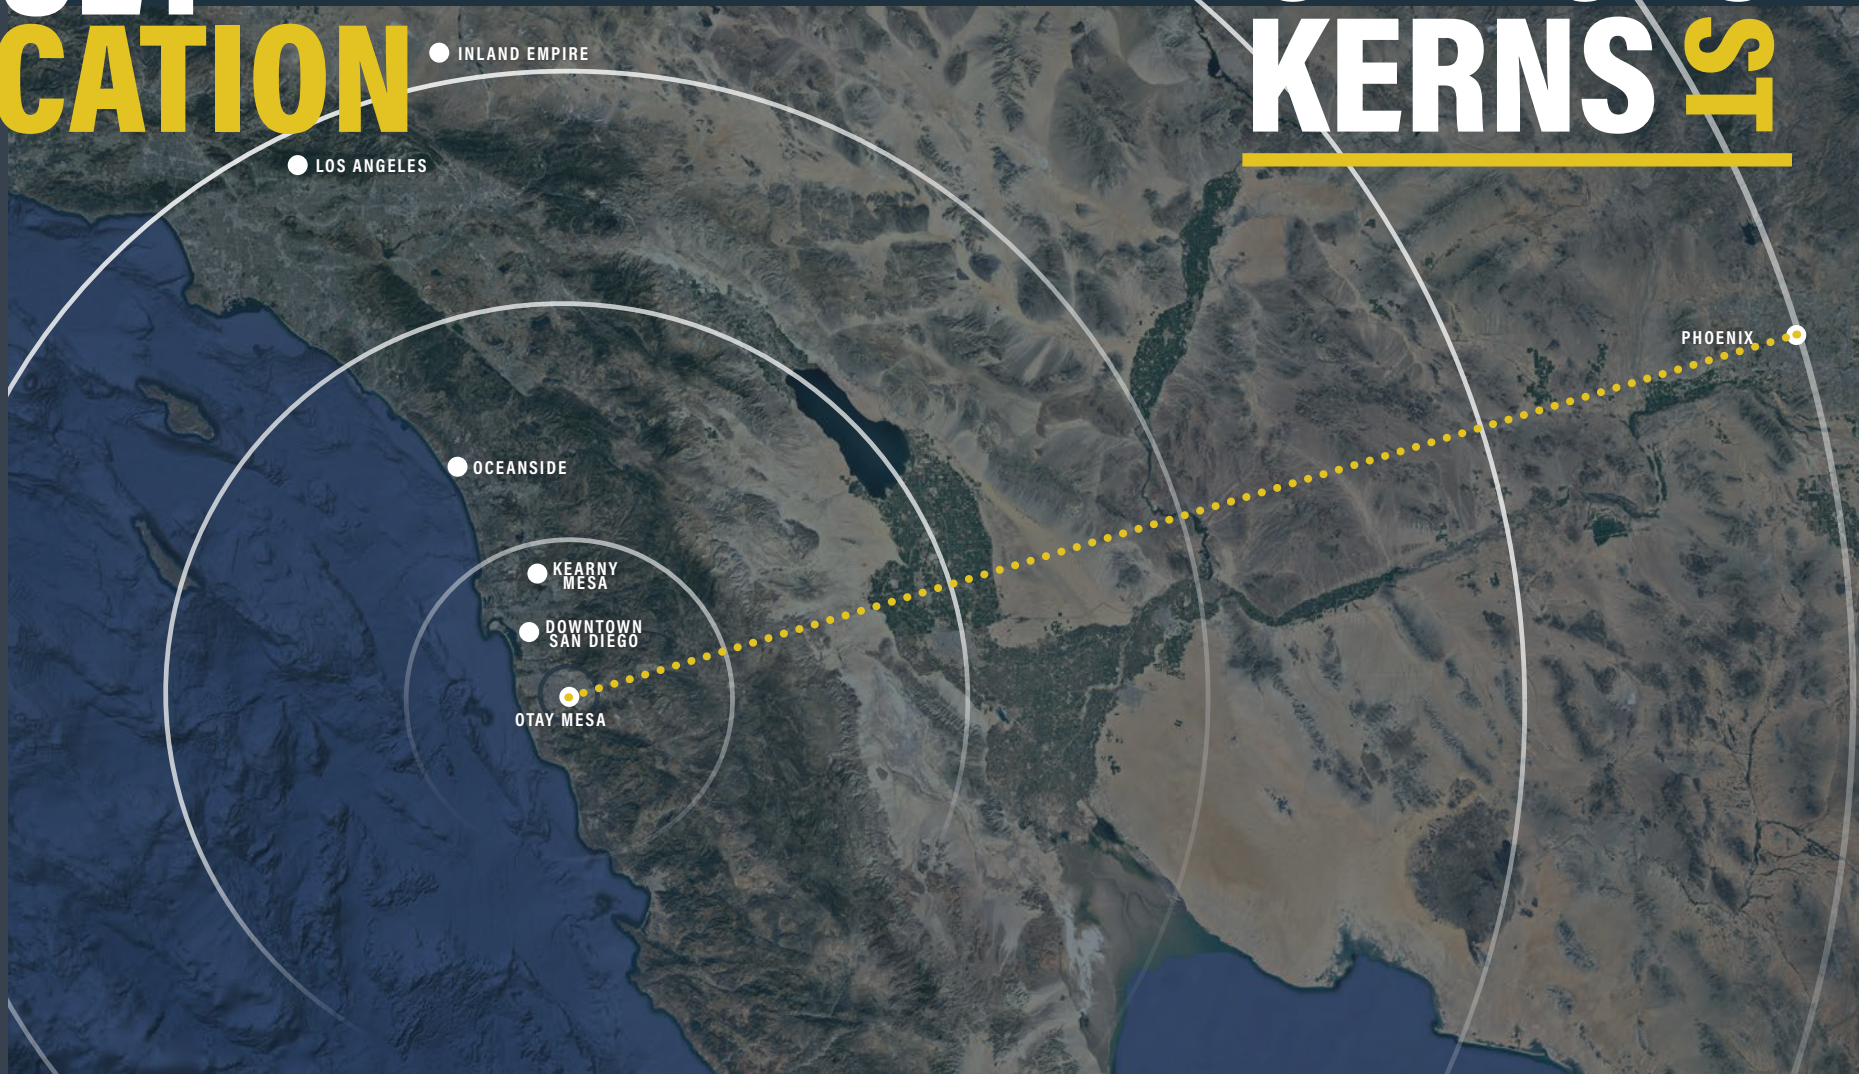 CATION
KERNS ST
INLAND EMPIRE
LOS ANGELES
PHOENIX
OCEANSIDE
KEARNY
MESA
DOWNTOWN
SAN DIEGO
OTAY MESA